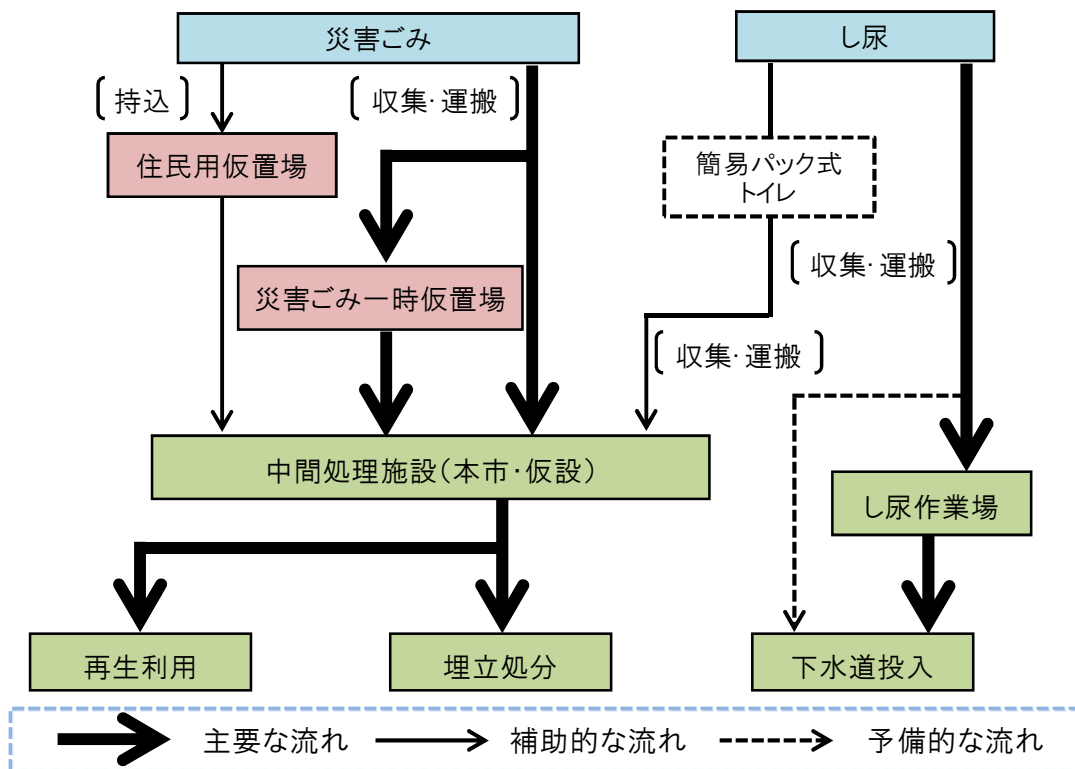 災害ごみ
し尿
〔持込〕
〔収集・運搬〕
住民用仮置場
簡易パック式
トイレ
〔収集・運搬〕
災害ごみ一時仮置場
〔収集・運搬〕
中間処理施設（本市・仮設）
し尿作業場
再生利用
埋立処分
下水道投入
主要な流れ
補助的な流れ
予備的な流れ